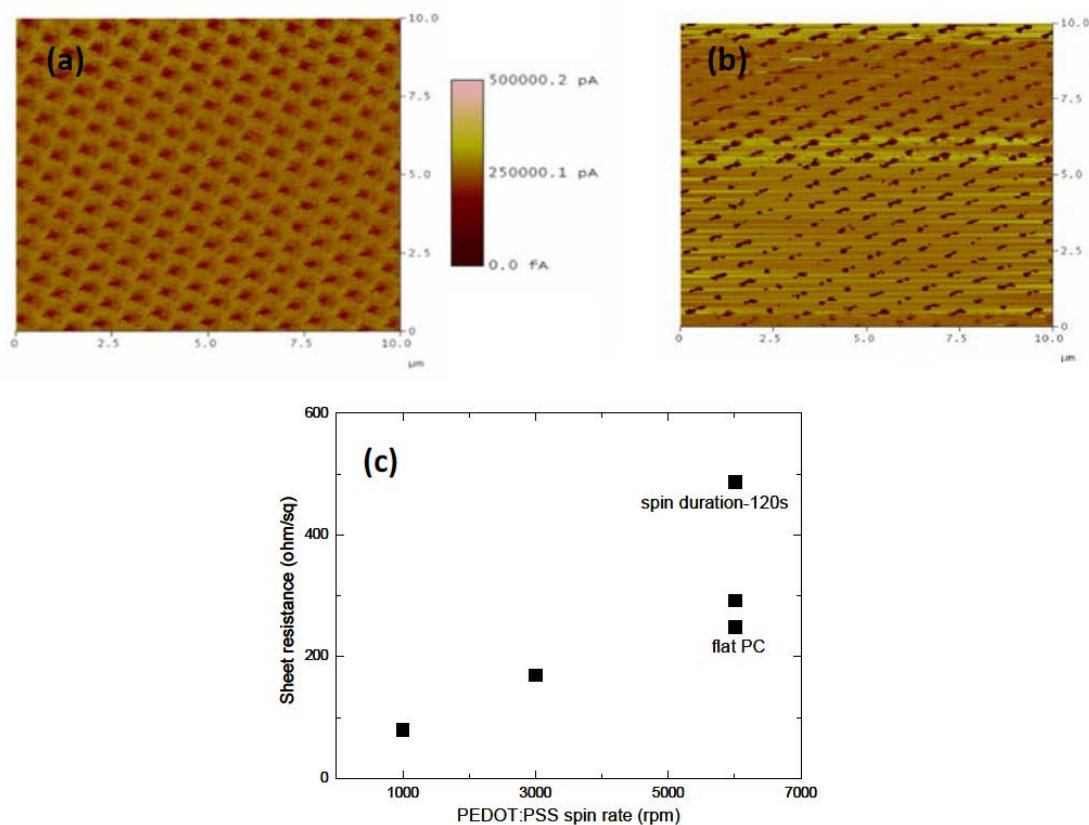 (a)
10.0
7.5
5.0
2.5
0
0 2.5 5.0 7.5 10.0
μm
500000.2 pA
250000.1 pA
0.0 fA
(b)
10.0
7.5
5.0
2.5
0
0 2.5 5.0 7.5 10.0
μm
(c)
Sheet resistance (ohm/sq)
600
400
200
0
spin duration-120s
flat PC
1000 3000 5000 7000
PEDOT:PSS spin rate (rpm)